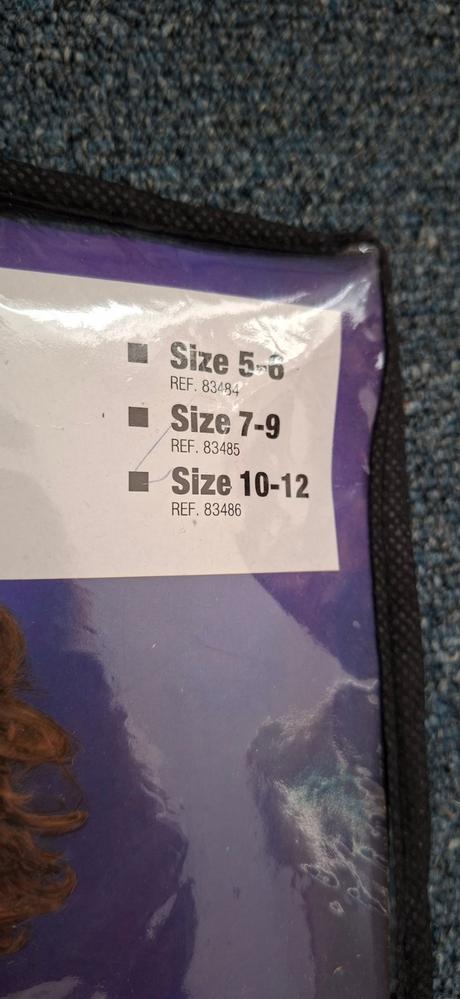 Size 5-6
REF. 83484
Size 7-9
REF. 83485
Size 10-12
REF. 83486